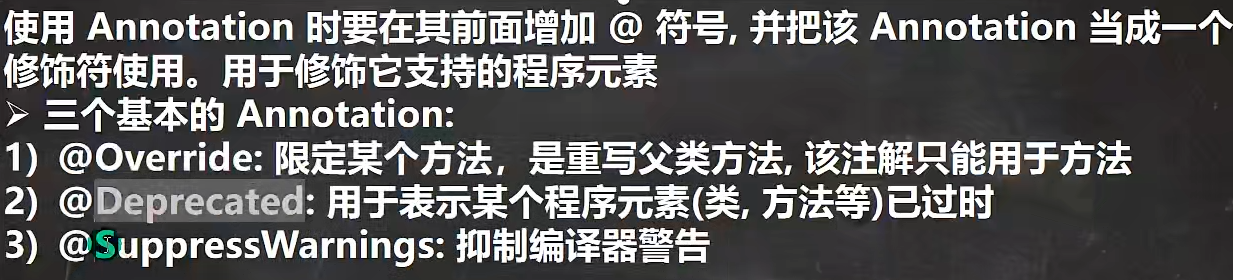 使用 Annotation 时要在其前面增加 @ 符号, 并把该 Annotation 当成一个
修饰符使用。用于修饰它支持的程序元素
➢ 三个基本的 Annotation:
1) @Override: 限定某个方法，是重写父类方法, 该注解只能用于方法
2) @Deprecated: 用于表示某个程序元素(类, 方法等)已过时
3) @SuppressWarnings: 抑制编译器警告